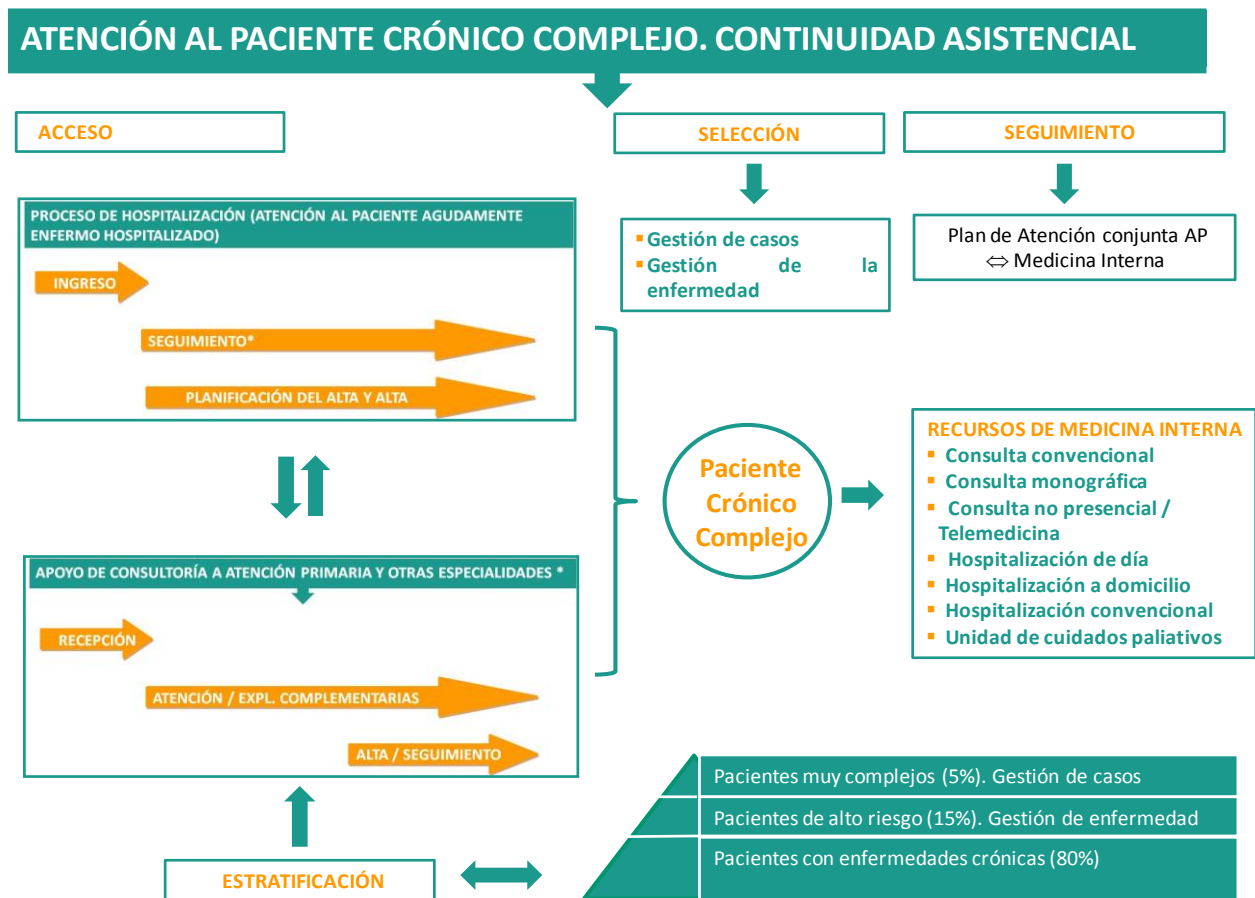 ATENCIÓN AL PACIENTE CRÓNICO COMPLEJO. CONTINUIDAD ASISTENCIAL
ACCESO
SELECCIÓN
SEGUIMIENTO
PROCESO DE HOSPITALIZACIÓN (ATENCIÓN AL PACIENTE AGUDAMENTE
ENFERMO HOSPITALIZADO)
INGRESO
SEGUIMIENTO*
PLANIFICACIÓN DEL ALTA Y ALTA
▪ Gestión de casos
▪ Gestión de la
enfermedad
Plan de Atención conjunta AP
⇔ Medicina Interna
Paciente
Crónico
Complejo
RECURSOS DE MEDICINA INTERNA
▪ Consulta convencional
▪ Consulta monográfica
▪ Consulta no presencial /
Telemedicina
▪ Hospitalización de día
▪ Hospitalización a domicilio
▪ Hospitalización convencional
▪ Unidad de cuidados paliativos
APOYO DE CONSULTORÍA A ATENCIÓN PRIMARIA Y OTRAS ESPECIALIDADES *
RECEPCIÓN
ATENCIÓN / EXPL. COMPLEMENTARIAS
ALTA / SEGUIMIENTO
ESTRATIFICACIÓN
Pacientes muy complejos (5%). Gestión de casos
Pacientes de alto riesgo (15%). Gestión de enfermedad
Pacientes con enfermedades crónicas (80%)